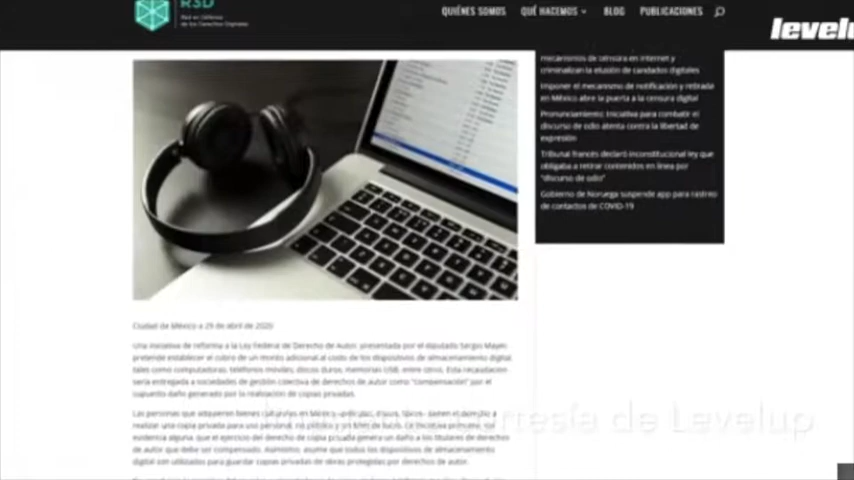 R3D
Red en Defensa
de los Derechos Digitales
QUIÉNES SOMOS
QUÉ HACEMOS
BLOG
PUBLICACIONES
levelu
mecanismos de censura en internet y
criminalizan la elusión de candados digitales
Imponer el mecanismo de notificación y retirada
en México abre la puerta a la censura digital
Pronunciamiento: Iniciativa para combatir el
discurso de odio atenta contra la libertad de
expresión
Tribunal francés declaró inconstitucional ley que
obligaba a retirar contenidos en línea por
"discurso de odio"
Gobierno de Noruega suspende app para rastreo
de contactos de COVID-19
Ciudad de México a 29 de abril de 2020
Una iniciativa de reforma a la Ley Federal de Derecho de Autor, presentada por el diputado Sergio Mayer,
pretende establecer el cobro de un monto adicional al costo de los dispositivos de almacenamiento digital,
tales como computadoras, teléfonos móviles, discos duros, memorias USB, entre otros. Esta recaudación
sería entregada a sociedades de gestión colectiva de derechos de autor como "compensación" por el
supuesto daño generado por la realización de copias privadas.
Las personas que adquieren bienes culturales en México -películas, discos, libros- tienen el derecho a
realizar una copia privada para uso personal,
evidencia alguna, que el ejercicio del derecho de copia privada genera un daño a los titulares de derechos
de autor que debe ser compensado. Asimismo, asume que todos los dispositivos de almacenamiento
digital son utilizados para guardar copias privadas de obras protegidas por derechos de autor.
cortesía de Levelup